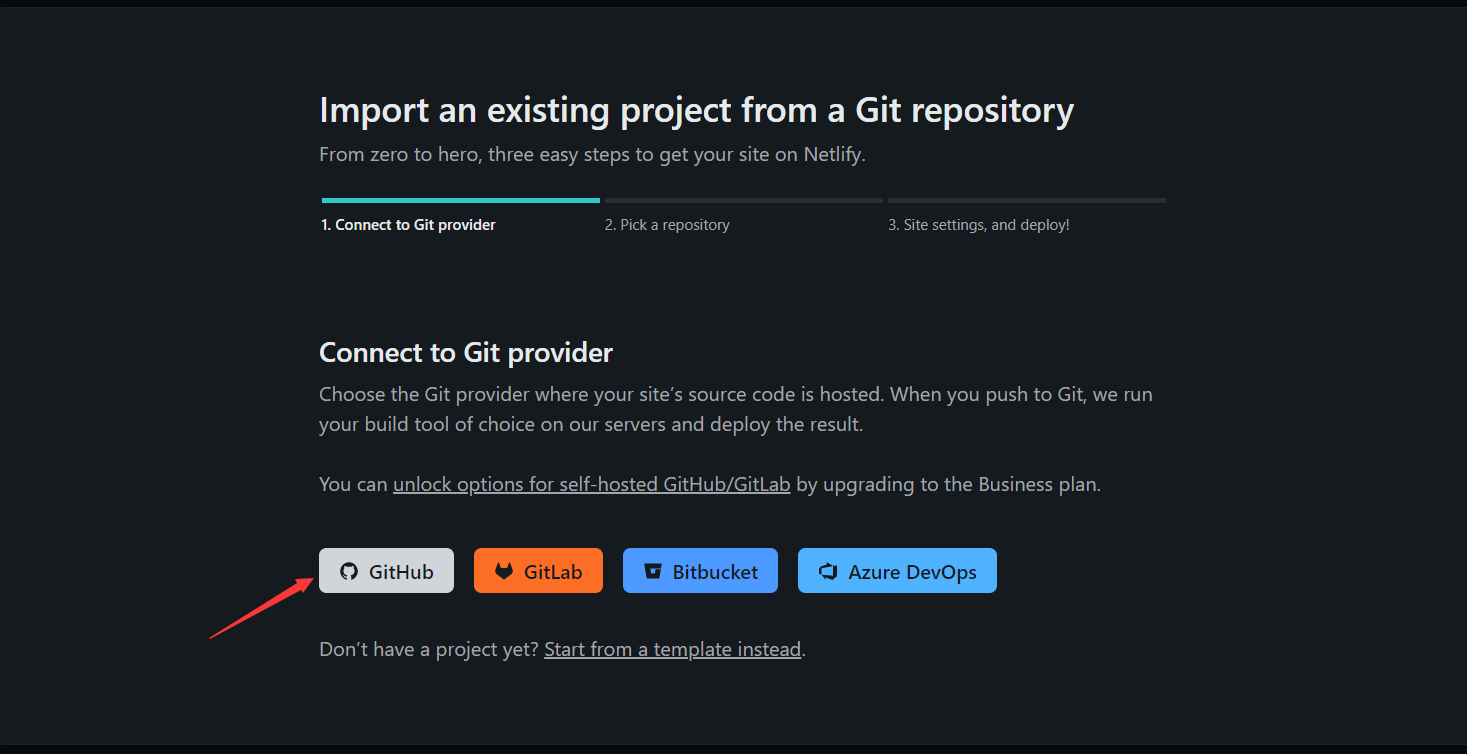 Import an existing project from a Git repository
From zero to hero, three easy steps to get your site on Netlify.
1. Connect to Git provider
2. Pick a repository
3. Site settings, and deploy!
Connect to Git provider
Choose the Git provider where your site’s source code is hosted. When you push to Git, we run
your build tool of choice on our servers and deploy the result.
You can unlock options for self-hosted GitHub/GitLab by upgrading to the Business plan.
GitHub
GitLab
Bitbucket
Azure DevOps
Don’t have a project yet? Start from a template instead.